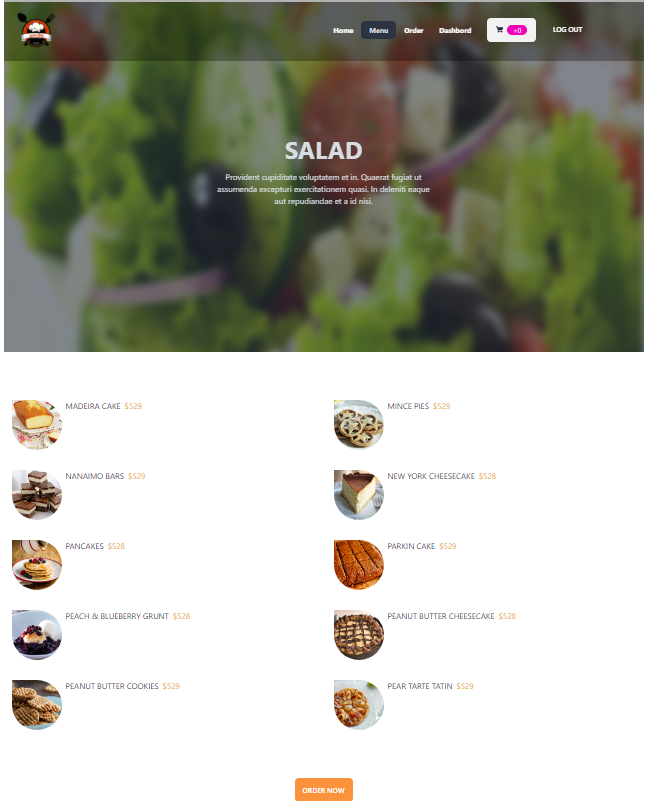 Home Menu Order Dashbord +0 LOG OUT
SALAD
Provident cupiditate voluptatem et in. Quaerat fugiat ut
assumenda excepturi exercitationem quasi. In deleniti eaque
aut repudiandae et a id nisi.
MADEIRA CAKE $529
MINCE PIES $529
NANAIMO BARS $529
NEW YORK CHEESECAKE $528
PANCAKES $528
PARKIN CAKE $529
PEACH & BLUEBERRY GRUNT $528
PEANUT BUTTER CHEESECAKE $528
PEANUT BUTTER COOKIES $529
PEAR TARTE TATIN $529
ORDER NOW